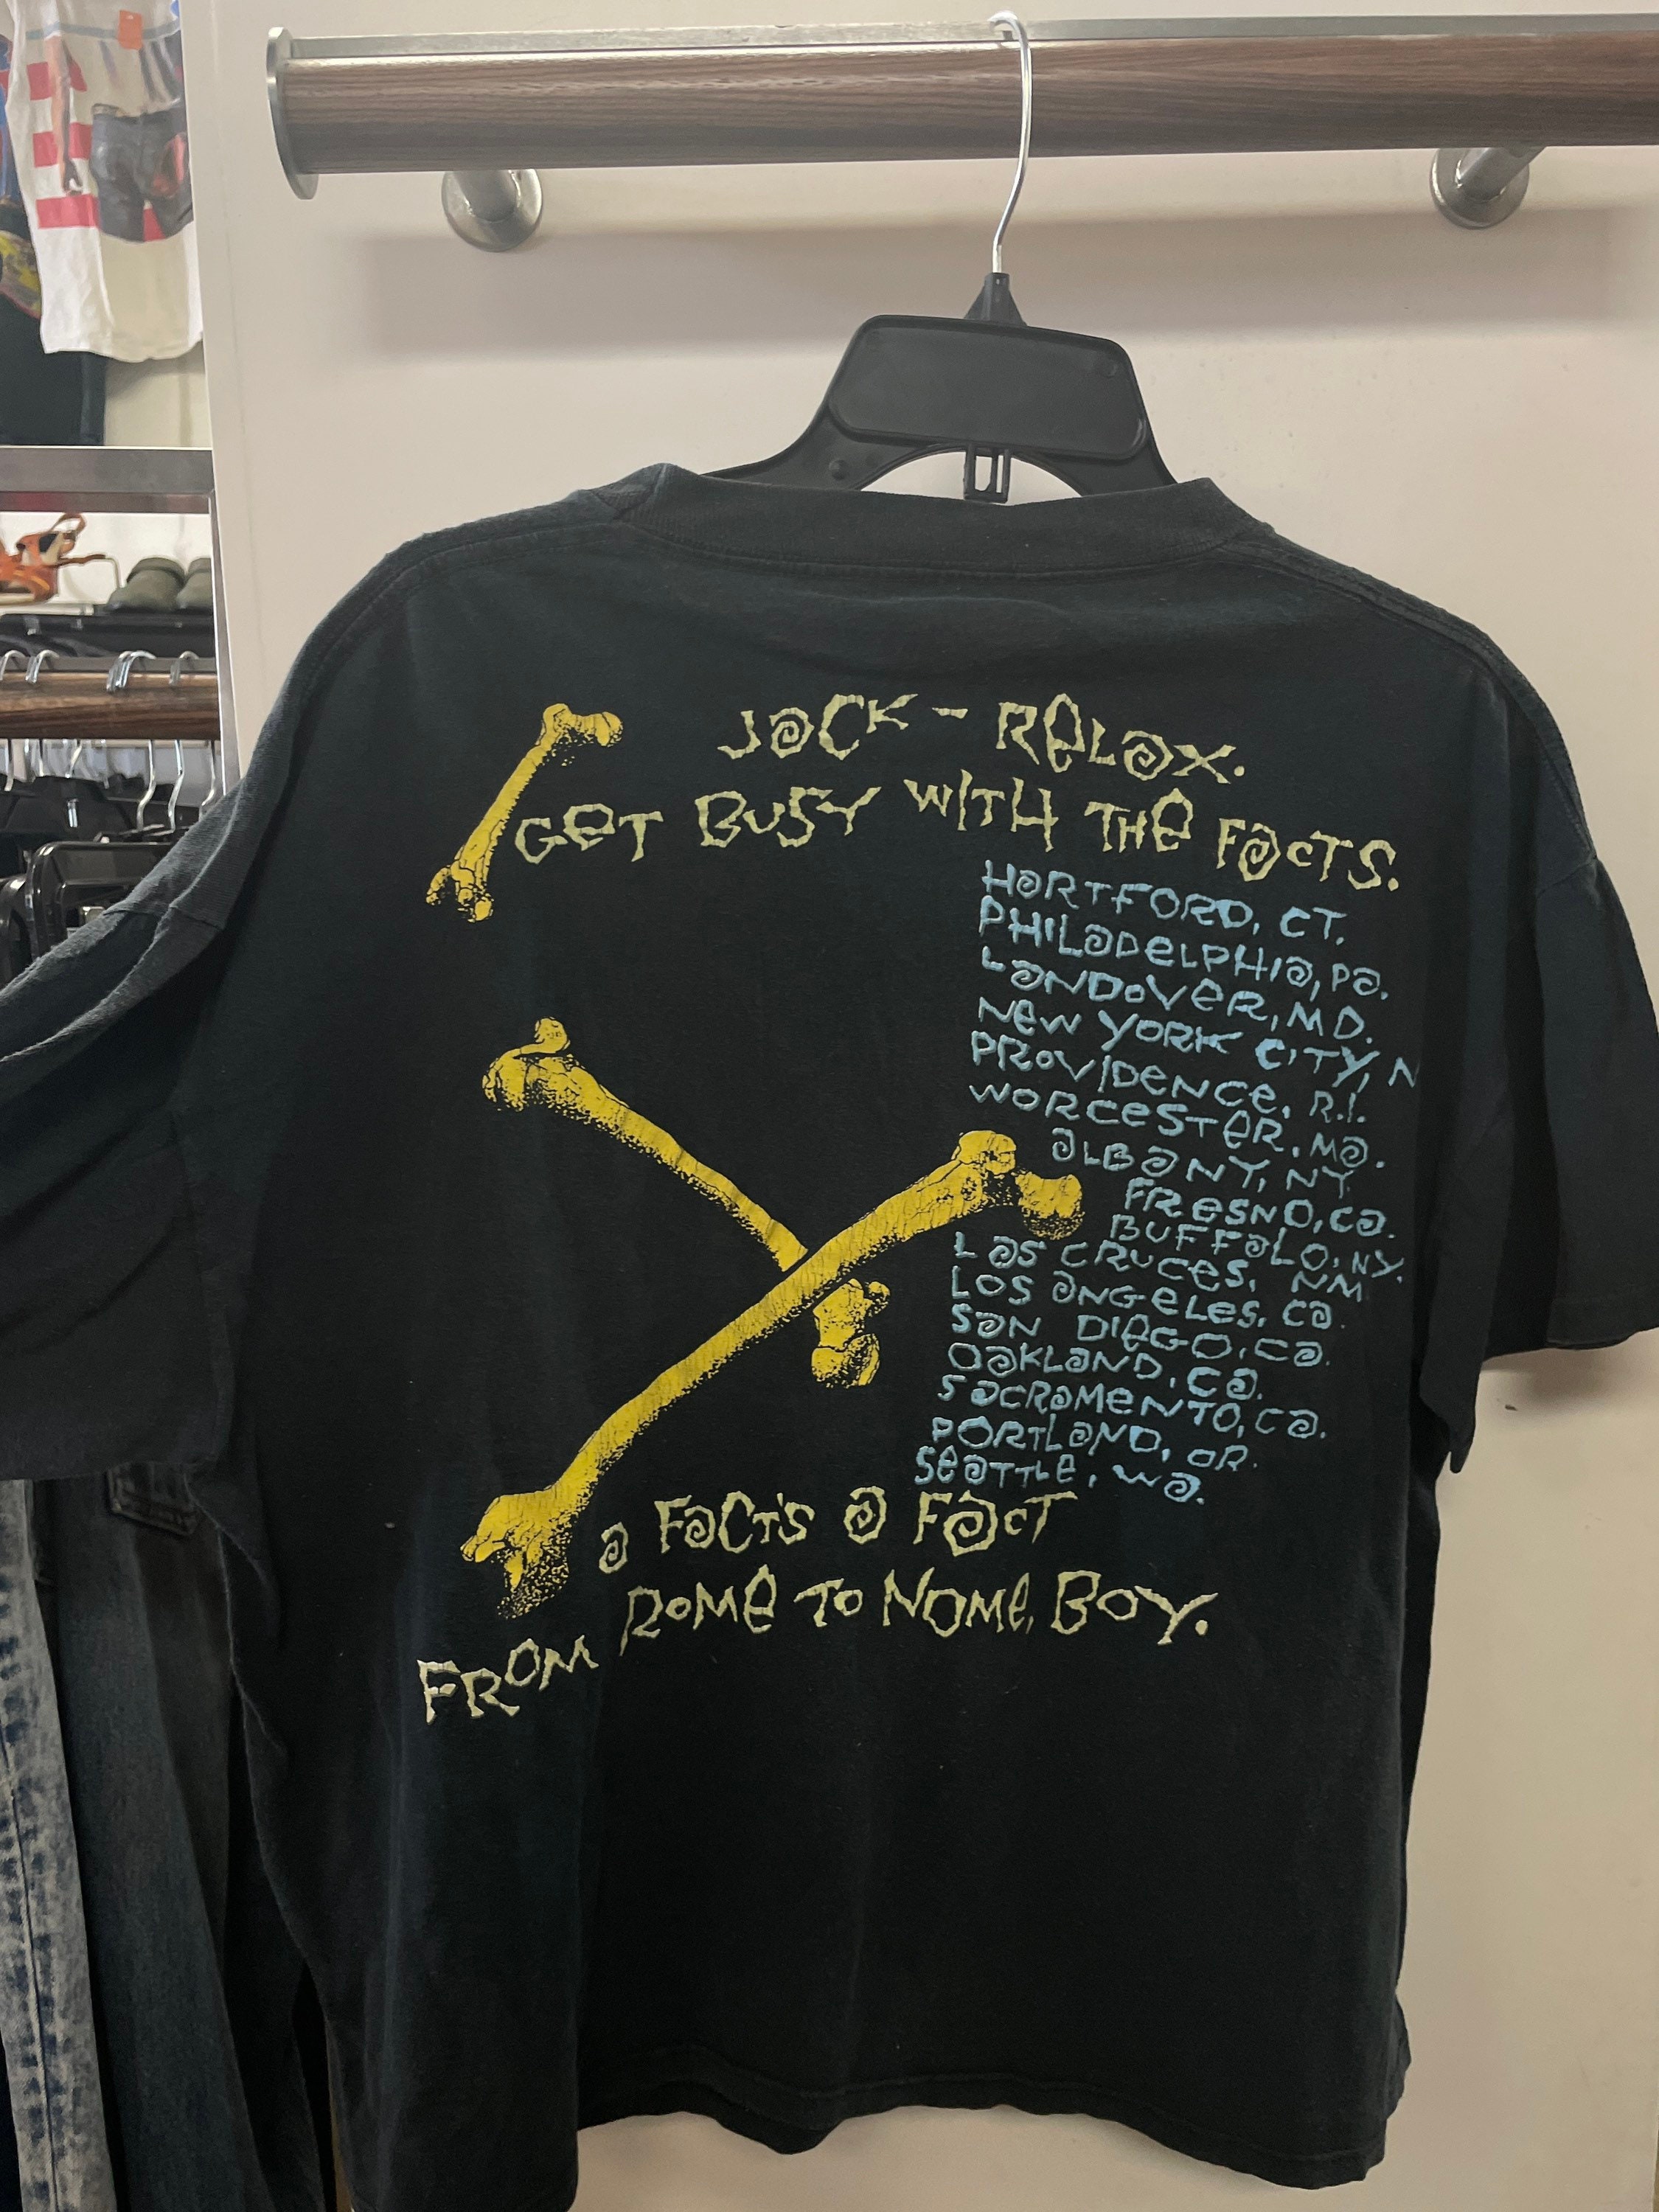 Jack - Relax.
Get Busy with the Facts.
Hartford, CT.
Philadelphia, Pa.
Landover, MD.
New York City, N
Providence, R.I.
Worcester, Ma.
Albany, NY
Fresno, Ca.
Buffalo, NY.
Las Cruces, NM
Los Angeles, Ca.
San Diego, Ca.
Oakland, Ca.
Sacramento, Ca.
Portland, OR.
Seattle, Wa.
a Fact's a Fact
From Rome to Nome, Boy.